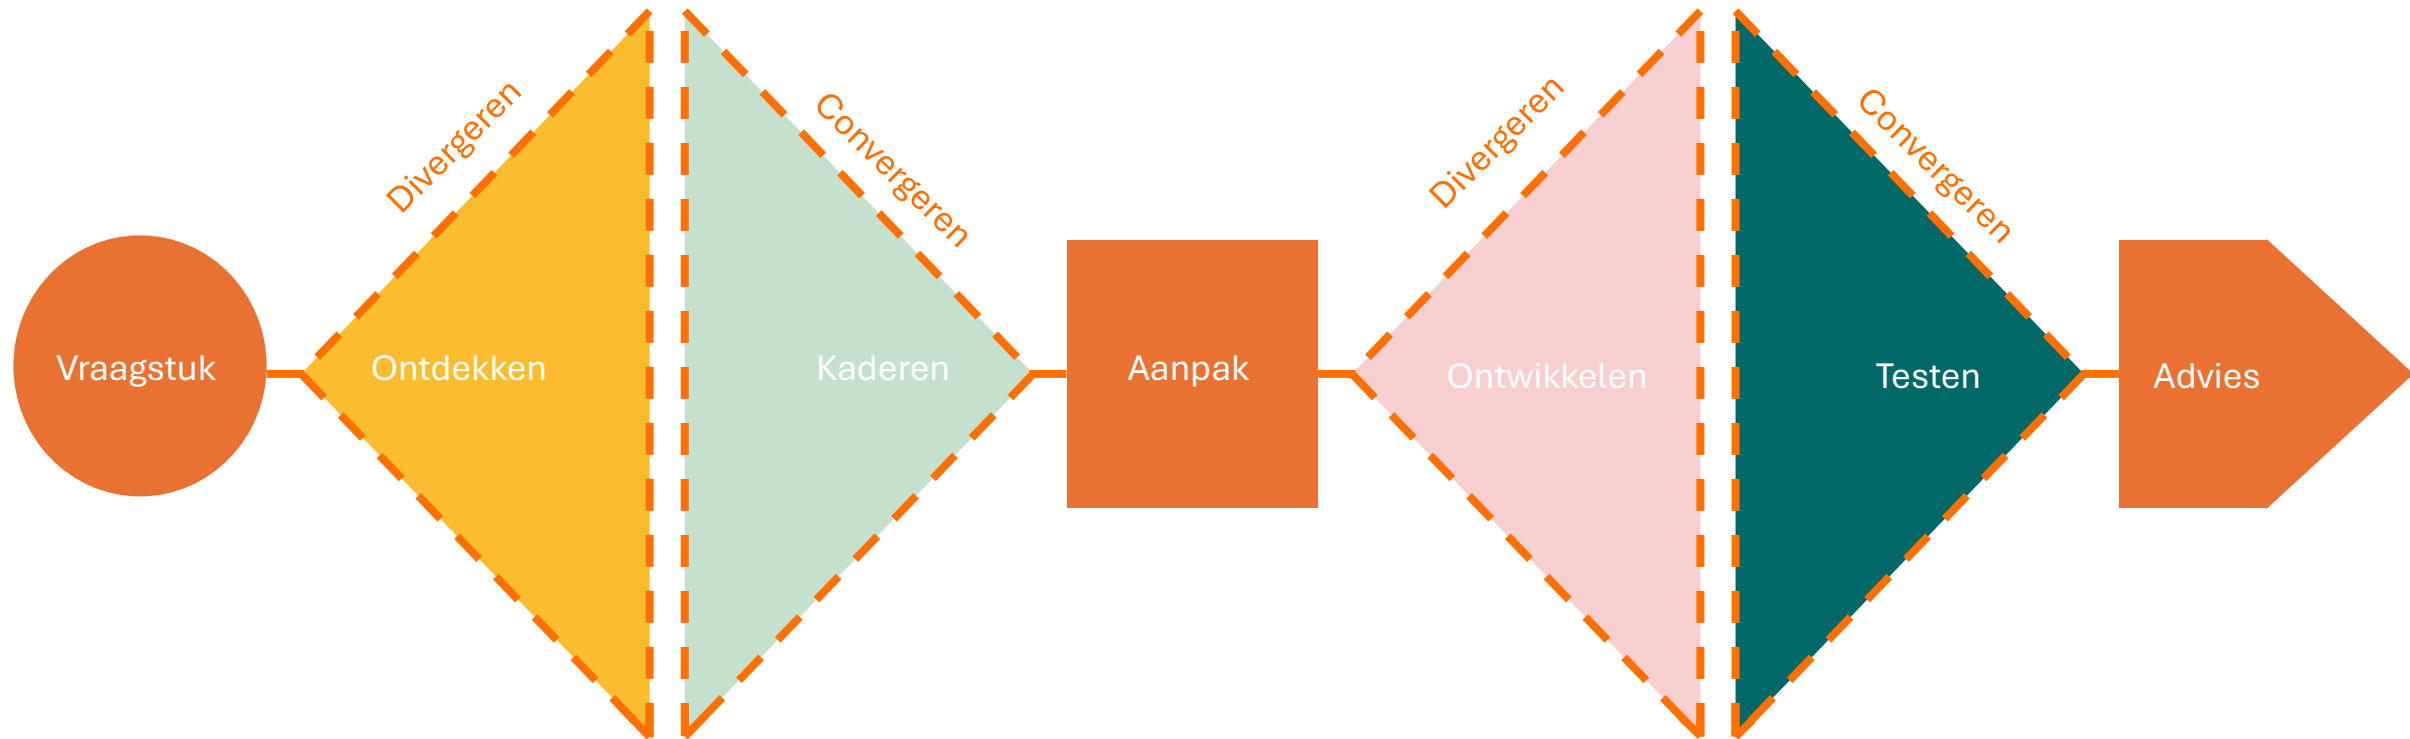 Vraagstuk
Divergeren
Ontdekken
Convergeren
Kaderen
Aanpak
Divergeren
Ontwikkelen
Convergeren
Testen
Advies